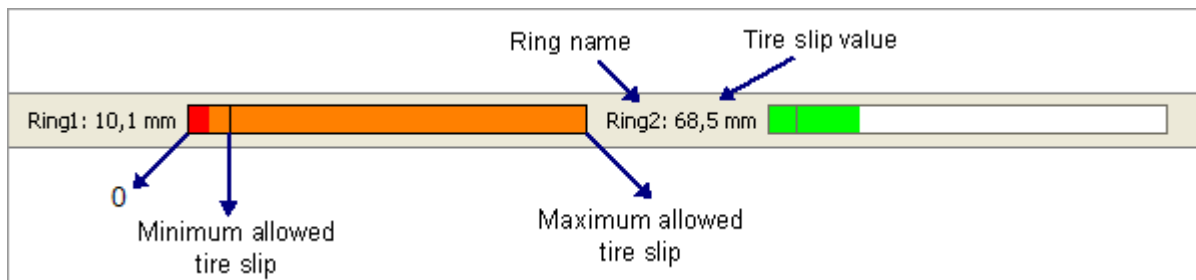 Ring name
Tire slip value
Ring1: 10,1 mm
Ring2: 68,5 mm
0
Minimum allowed
tire slip
Maximum allowed
tire slip